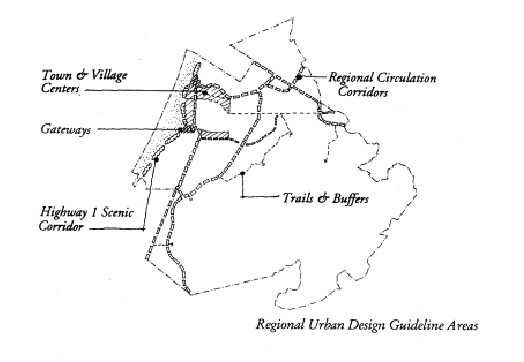 Town & Village
Centers
Regional Circulation
Corridors
Gateways
Trails & Buffers
Highway 1 Scenic
Corridor
Regional Urban Design Guideline Areas